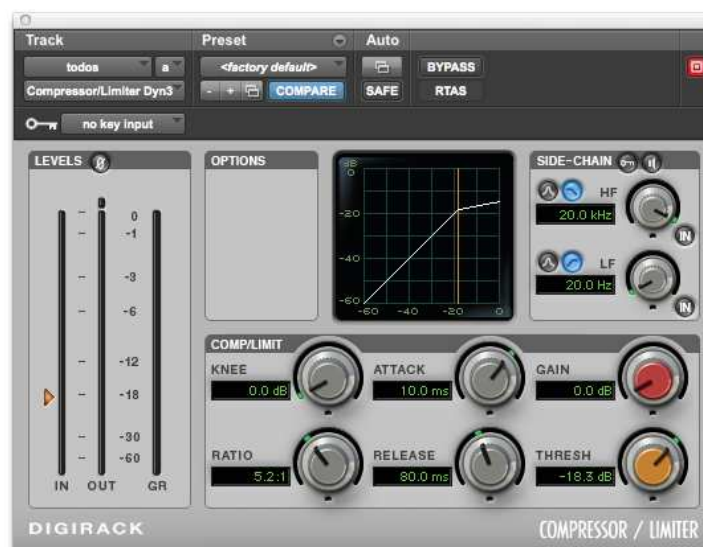 Track Preset Auto
todos a <factory default> BYPASS
Compressor/Limiter Dyn3 - + COMPARE SAFE RTAS
no key input
LEVELS OPTIONS SIDE-CHAIN
dB
0
-20
-40
-60
-60 -40 -20 0
HF
20.0 kHz
IN
LF
20.0 Hz
IN
0
-1
-3
-6
-12
-18
-30
-60
IN OUT GR
COMP/LIMIT
KNEE ATTACK GAIN
0.0 dB 10.0 ms 0.0 dB
RATIO RELEASE THRESH
5.2:1 80.0 ms -18.3 dB
DIGIRACK COMPRESSOR / LIMITER